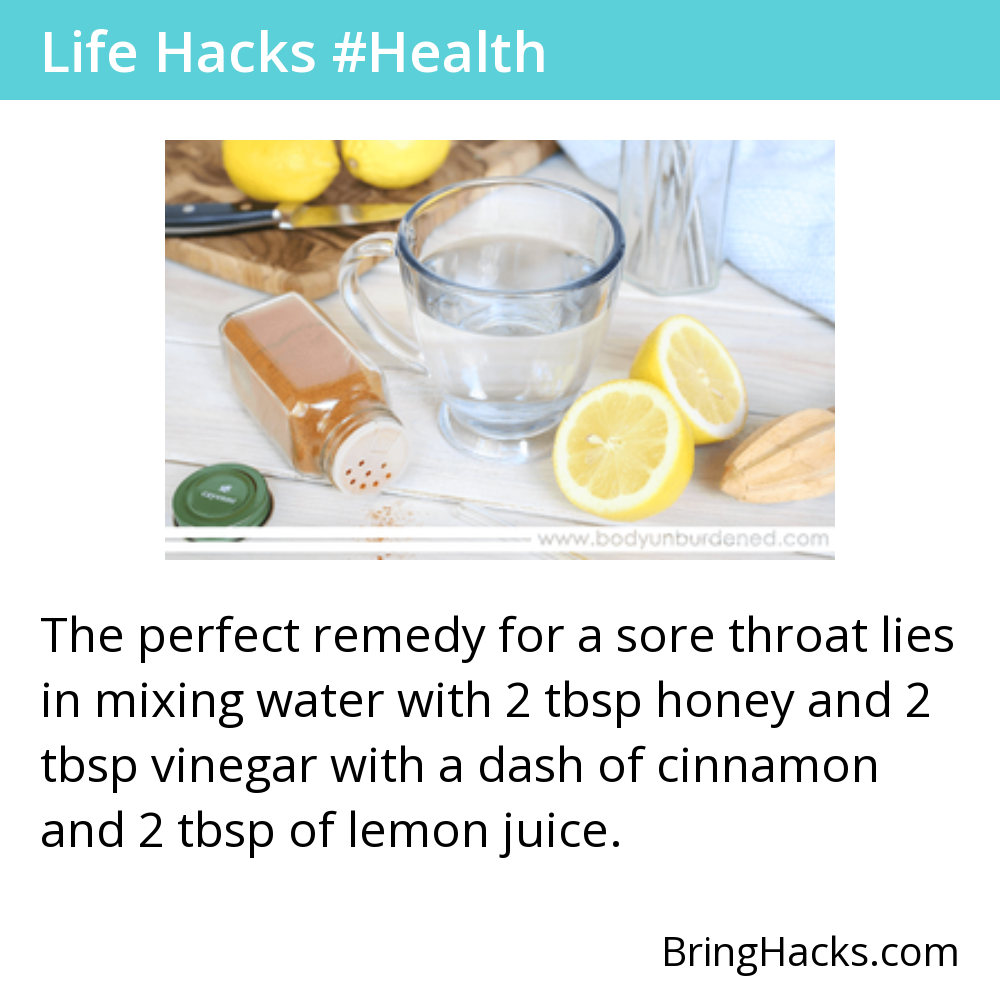 Life Hacks #Health
cayenne
www.bodyunburdened.com
The perfect remedy for a sore throat lies
in mixing water with 2 tbsp honey and 2
tbsp vinegar with a dash of cinnamon
and 2 tbsp of lemon juice.
BringHacks.com